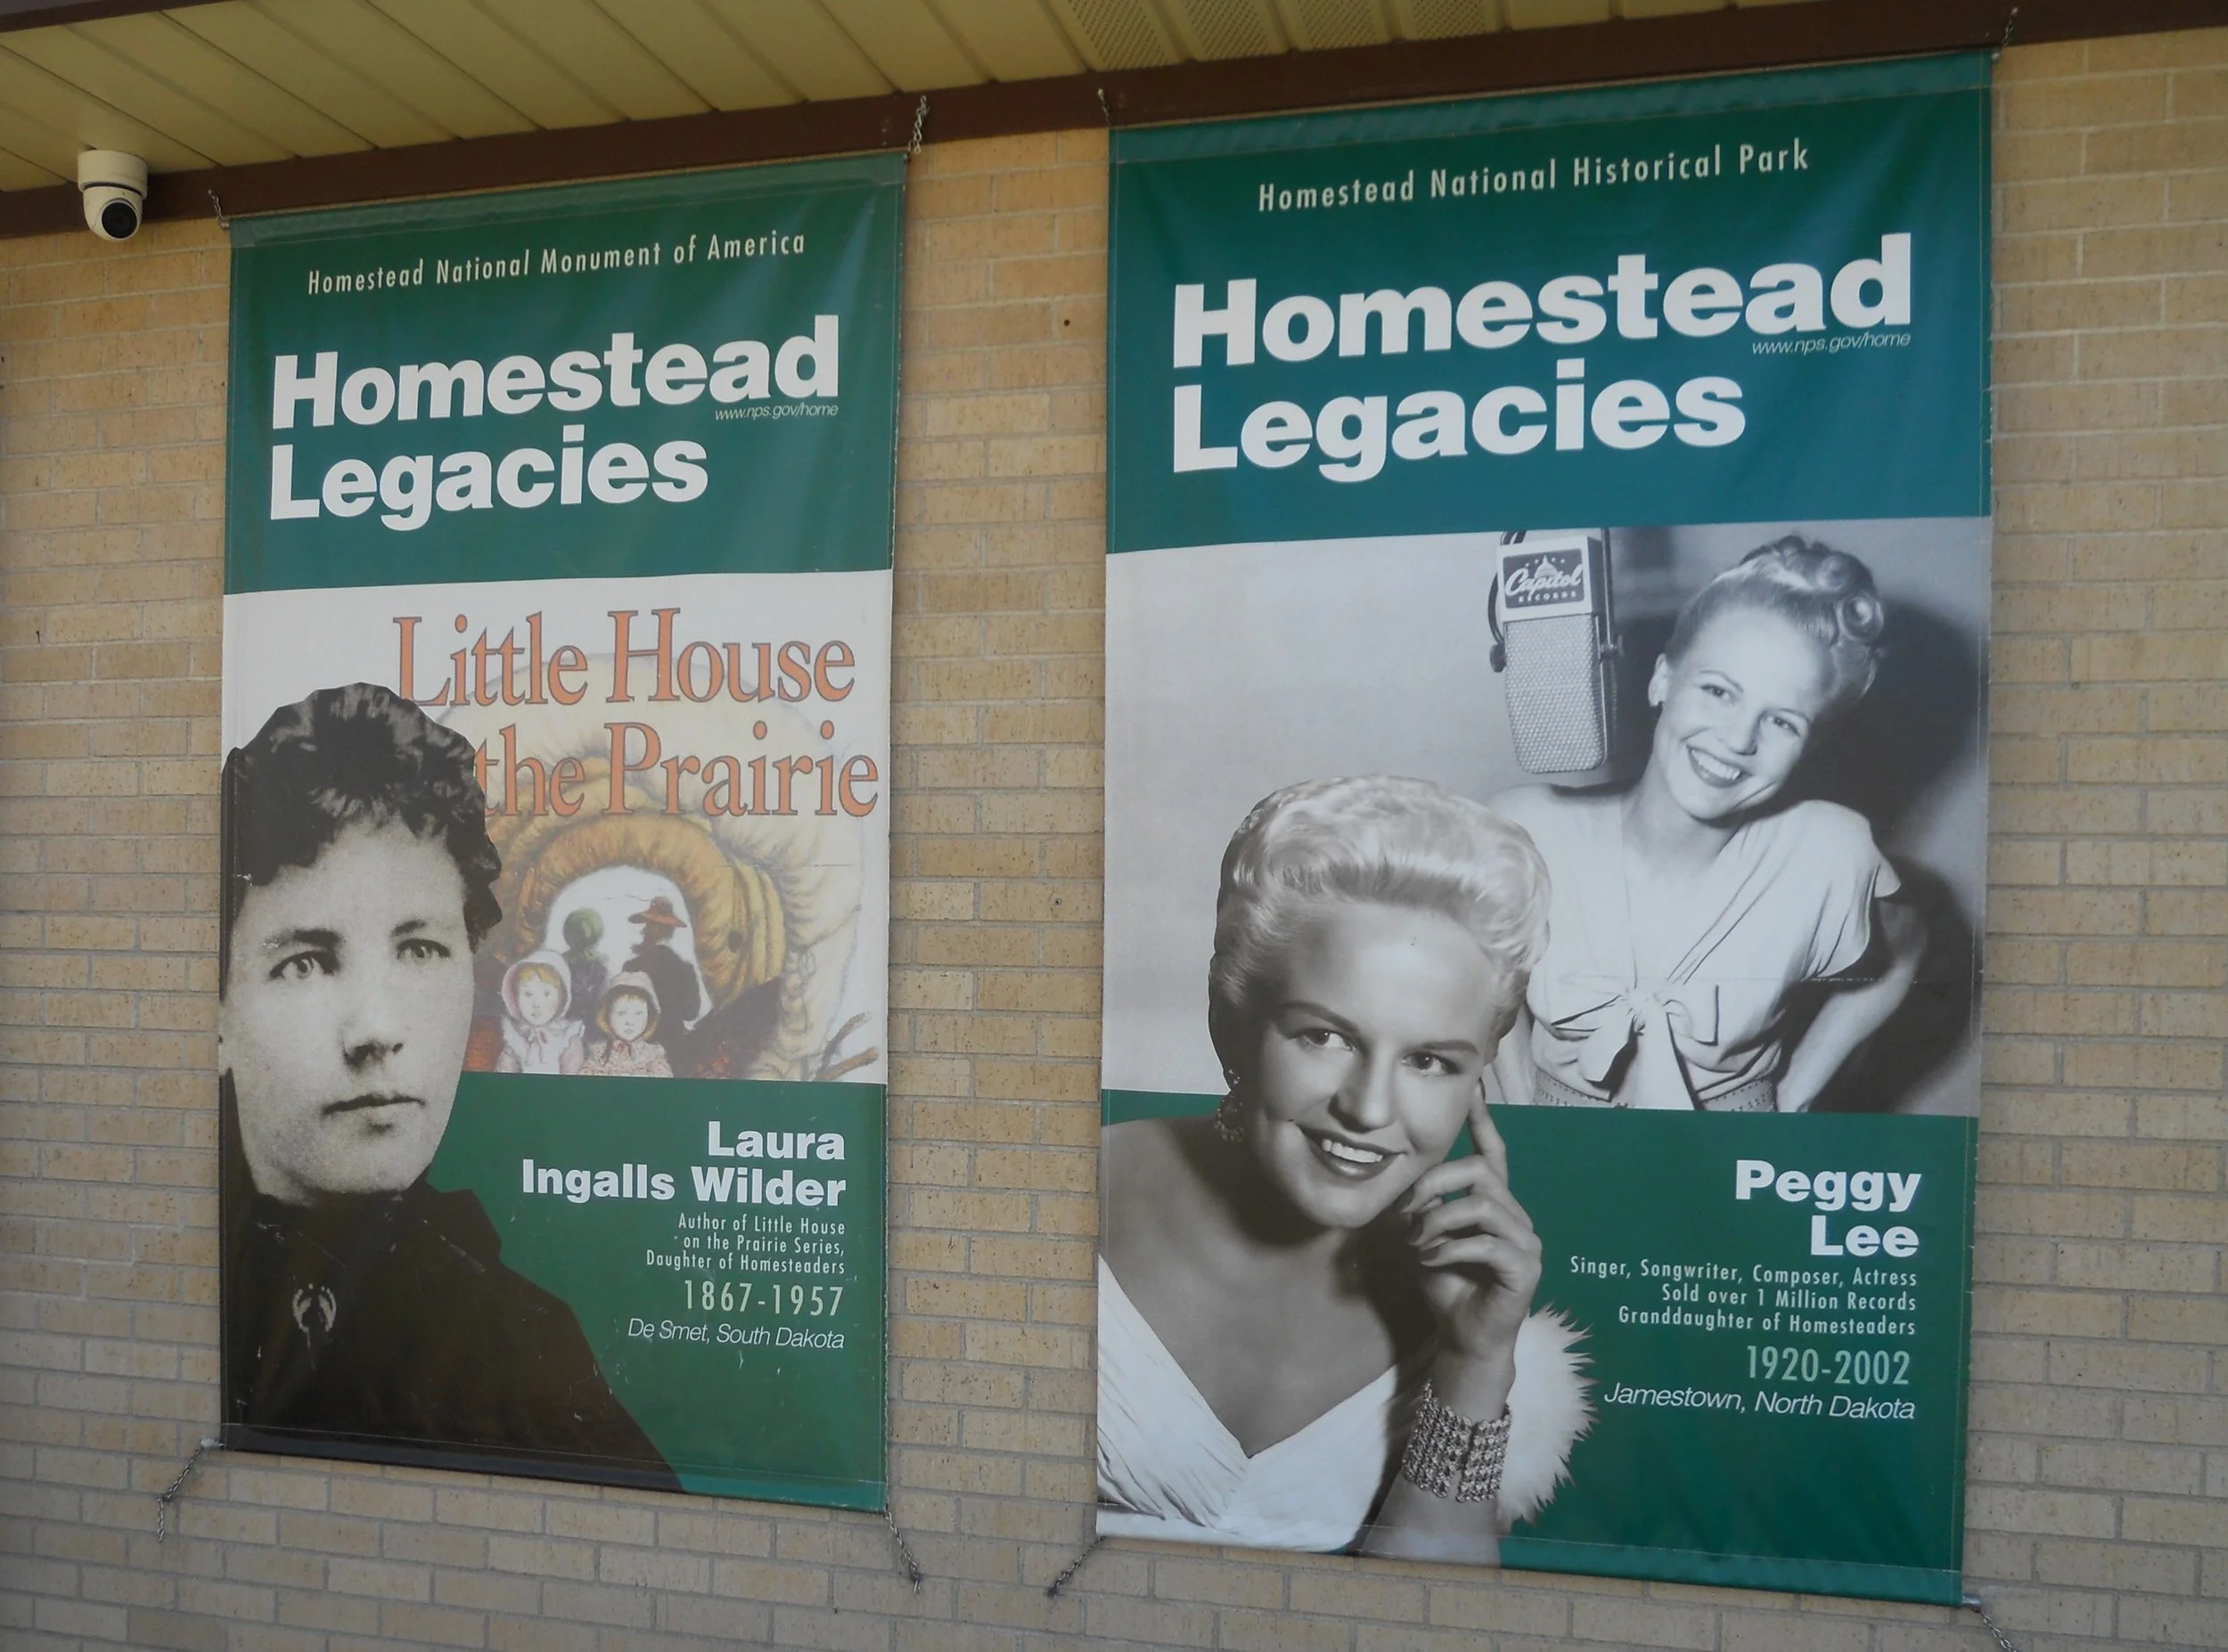 Homestead National Monument of America
Homestead
www.nps.gov/home
Legacies
Little House
the Prairie
Laura
Ingalls Wilder
Author of Little House
on the Prairie Series,
Daughter of Homesteaders
1867-1957
De Smet, South Dakota
Homestead National Historical Park
Homestead
www.nps.gov/home
Legacies
Capitol
RECORDS
Peggy
Lee
Singer, Songwriter, Composer, Actress
Sold over 1 Million Records
Granddaughter of Homesteaders
1920-2002
Jamestown, North Dakota